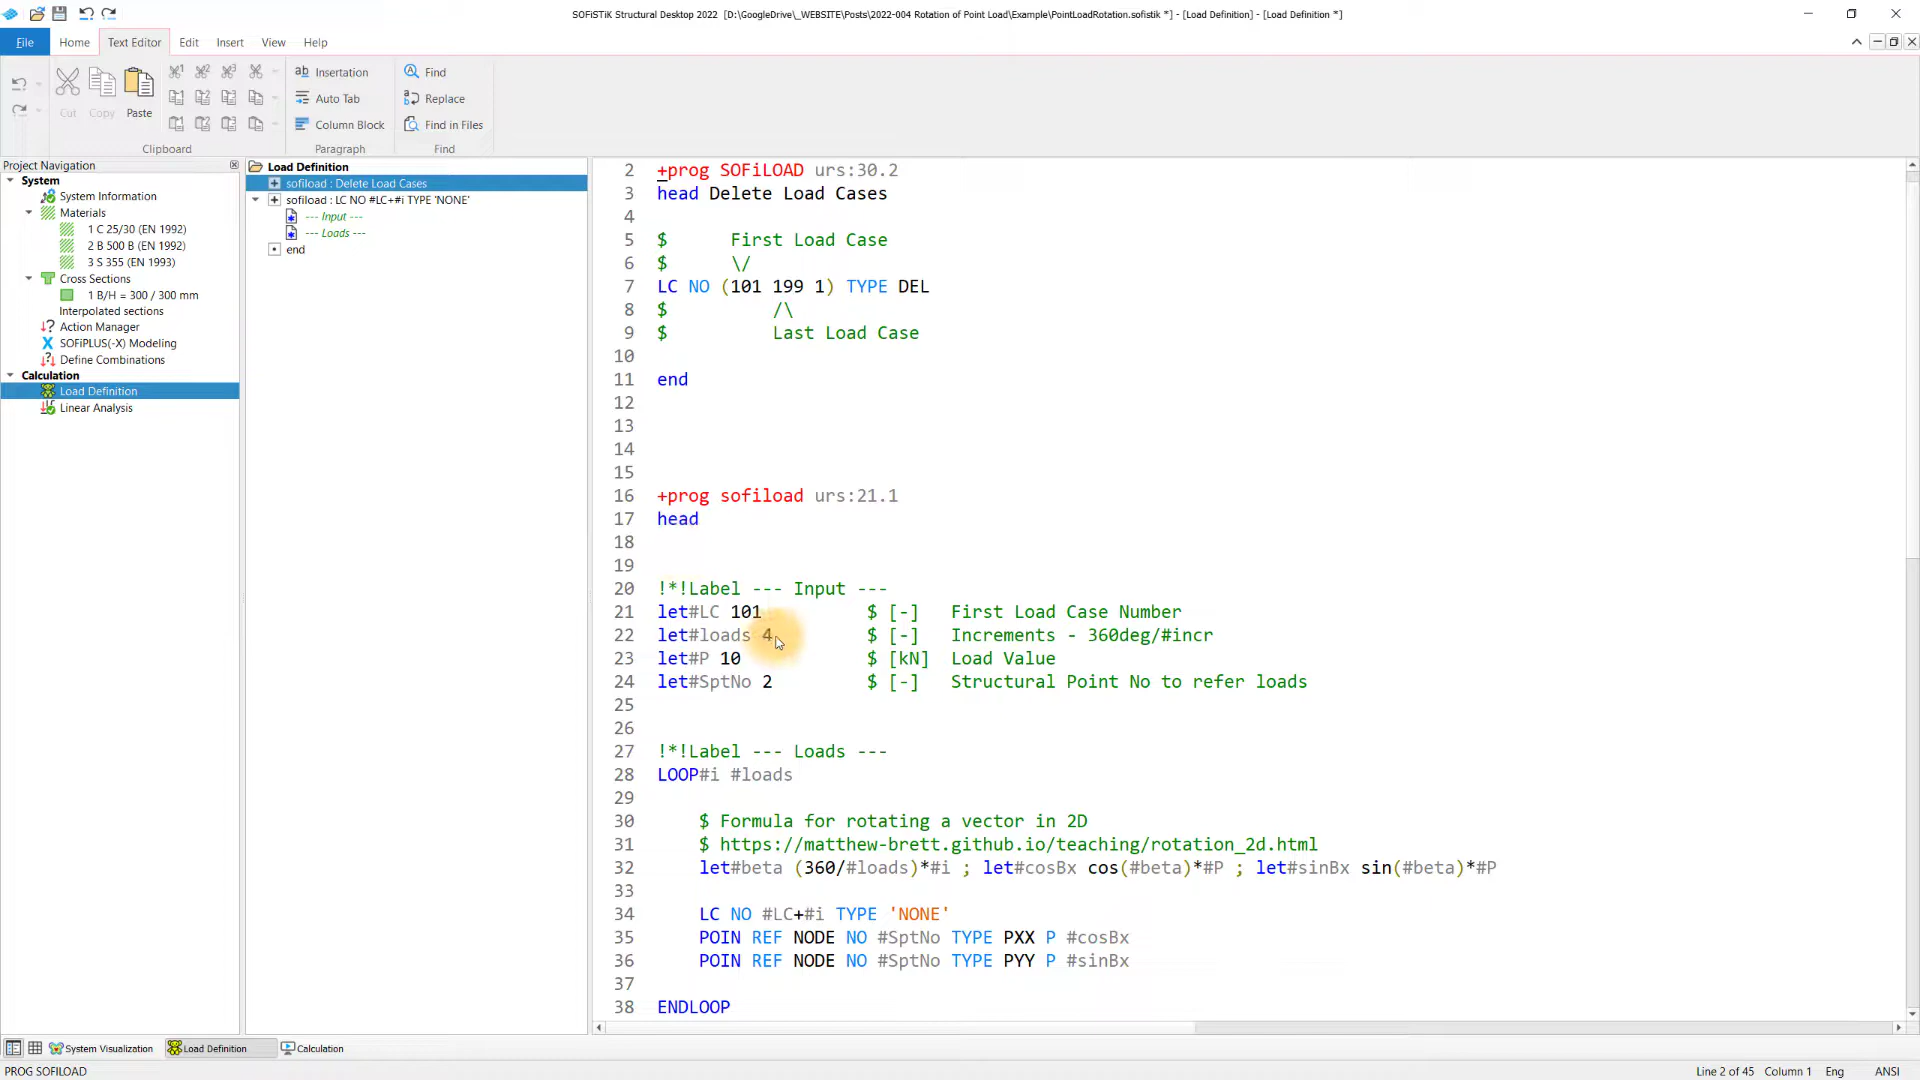 SOFiSTiK Structural Desktop 2022 [D:\GoogleDrive\_WEBSITE\Posts\2022-004 Rotation of Point Load\Example\PointLoadRotation.sofistik *] - [Load Definition] - [Load Definition *]
File Home Text Editor Edit Insert View Help
Cut Copy Paste
Clipboard
ab Insertation
Auto Tab
Column Block
Paragraph
Find
Replace
Find in Files
Find
Project Navigation
System
System Information
Materials
1 C 25/30 (EN 1992)
2 B 500 B (EN 1992)
3 S 355 (EN 1993)
Cross Sections
1 B/H = 300 / 300 mm
Interpolated sections
Action Manager
SOFiPLUS(-X) Modeling
Define Combinations
Calculation
Load Definition
Linear Analysis
Load Definition
sofiload : Delete Load Cases
sofiload : LC NO #LC+#i TYPE 'NONE'
--- Input ---
--- Loads ---
end
2 +prog SOFiLOAD urs:30.2
3 head Delete Load Cases
4
5 $ First Load Case
6 $ \/
7 LC NO (101 199 1) TYPE DEL
8 $ /\
9 $ Last Load Case
10
11 end
12
13
14
15
16 +prog sofiload urs:21.1
17 head
18
19
20 !*!Label --- Input ---
21 let#LC 101 $ [-] First Load Case Number
22 let#loads 4 $ [-] Increments - 360deg/#incr
23 let#P 10 $ [kN] Load Value
24 let#SptNo 2 $ [-] Structural Point No to refer loads
25
26
27 !*!Label --- Loads ---
28 LOOP#i #loads
29
30 $ Formula for rotating a vector in 2D
31 $ https://matthew-brett.github.io/teaching/rotation_2d.html
32 let#beta (360/#loads)*#i ; let#cosBx cos(#beta)*#P ; let#sinBx sin(#beta)*#P
33
34 LC NO #LC+#i TYPE 'NONE'
35 POIN REF NODE NO #SptNo TYPE PXX P #cosBx
36 POIN REF NODE NO #SptNo TYPE PYY P #sinBx
37
38 ENDLOOP
System Visualization Load Definition Calculation
PROG SOFILOAD Line 2 of 45 Column 1 Eng ANSI